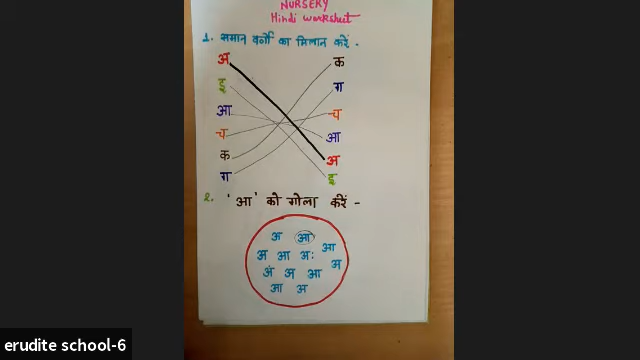 NURSERY
Hindi worksheet
1. समान वर्णों का मिलान करें -
अ क
इ ग
आ च
च आ
क अ
ग इ
2. 'आ' को गोला करें -
अ आ
अ आ अः आ
अं अ आ अ
आ अ
erudite school-6